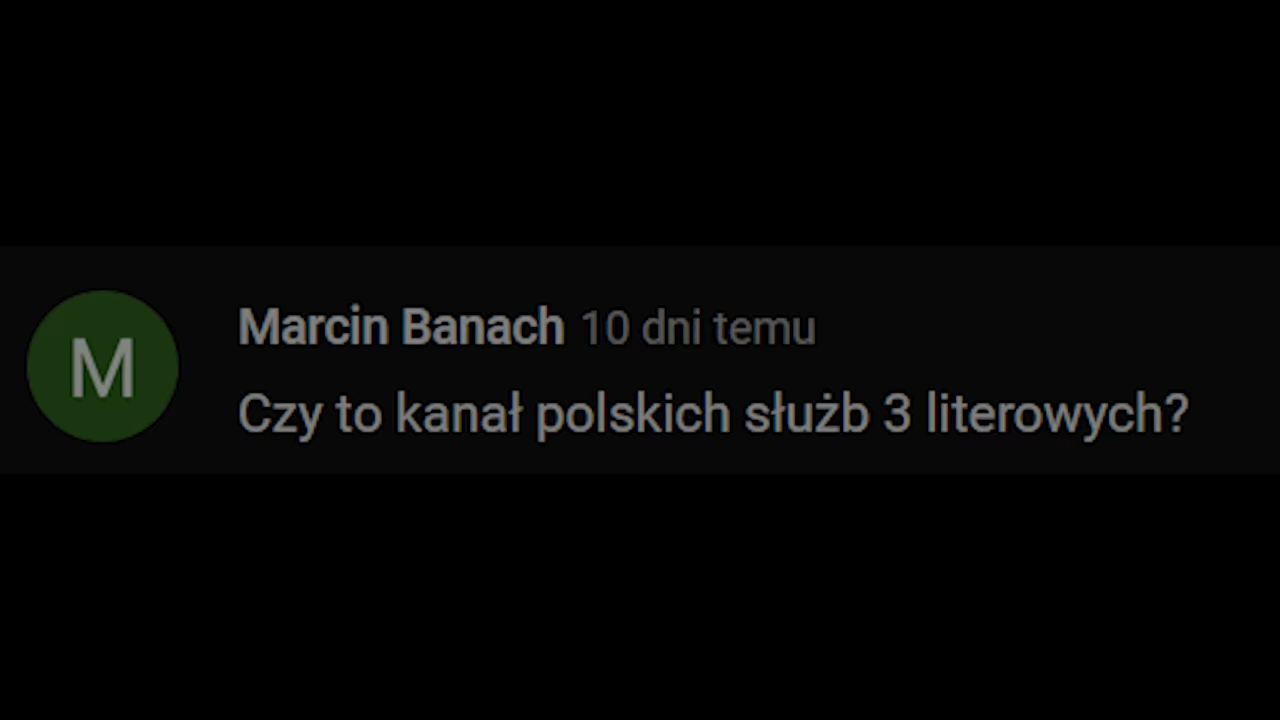 M
Marcin Banach 10 dni temu
Czy to kanał polskich służb 3 literowych?